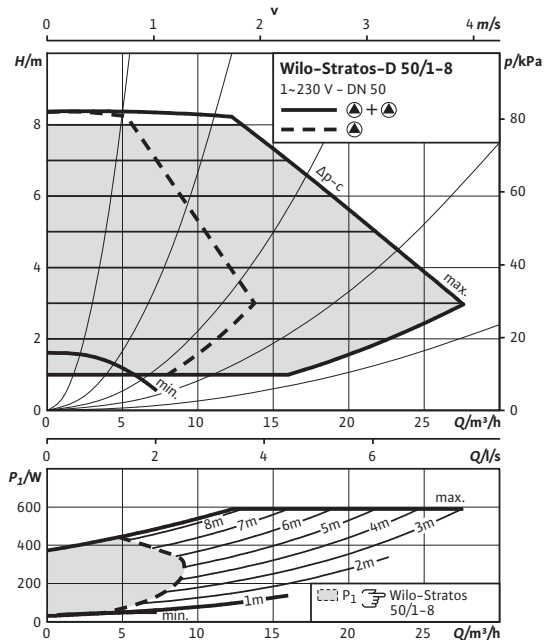 v
0 1 2 3 4 m/s
H/m
p/kPa
Wilo-Stratos-D 50/1-8
1~230 V - DN 50
+
8
80
Δp-c
6
60
4
40
max.
2
20
min.
0
0
0 5 10 15 20 25 Q/m³/h
0 2 4 6 Q/l/s
P₁/W
max.
600
8m 7m 6m 5m 4m 3m
400
2m
200
1m
P₁ Wilo-Stratos
50/1-8
min.
0
0 5 10 15 20 25 Q/m³/h